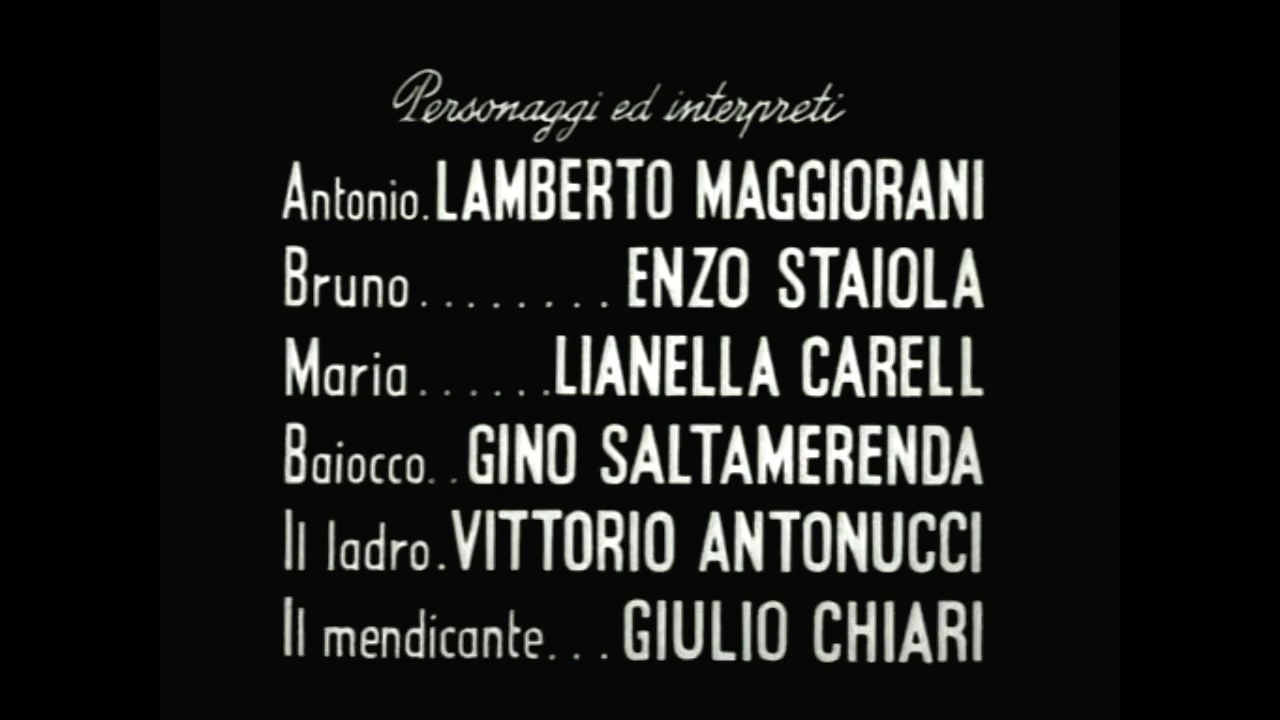 Personaggi ed interpreti
Antonio.LAMBERTO MAGGIORANI
Bruno........ENZO STAIOLA
Maria......LIANELLA CARELL
Baiocco..GINO SALTAMERENDA
Il ladro.VITTORIO ANTONUCCI
Il mendicante...GIULIO CHIARI